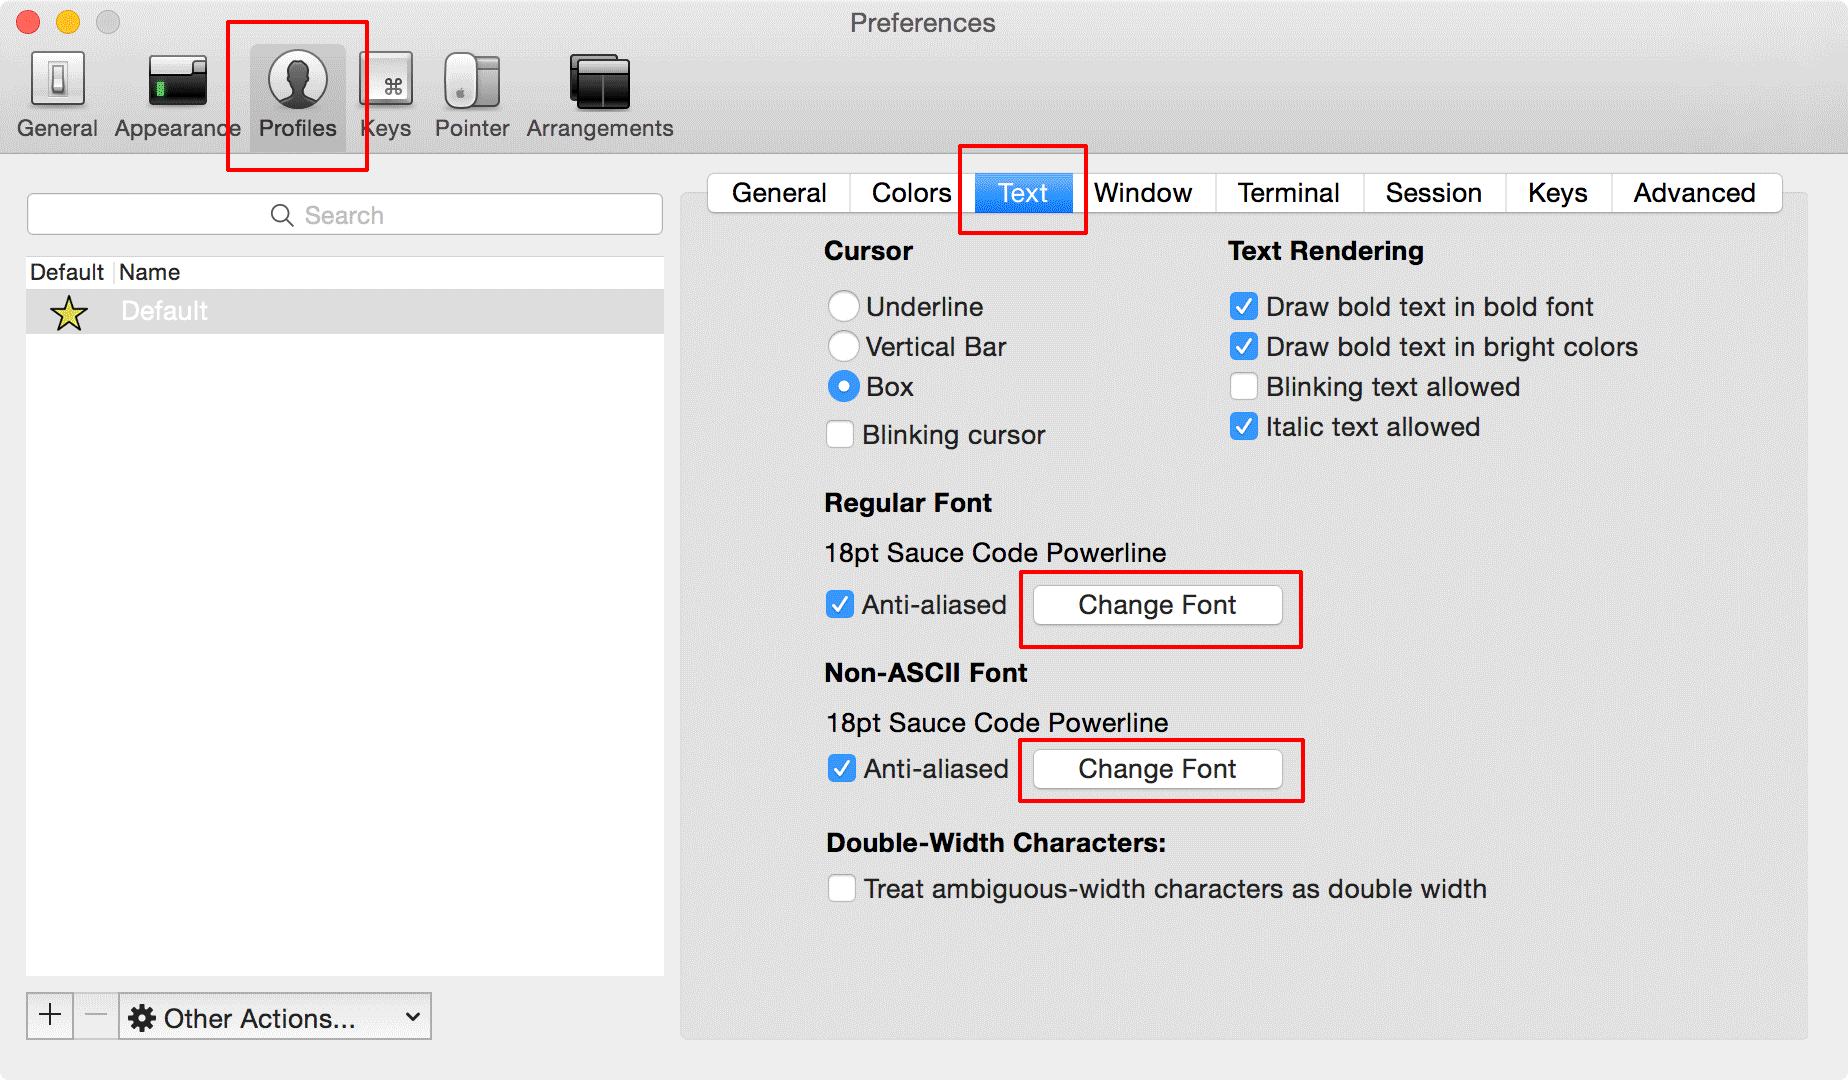 Preferences
General Appearance Profiles Keys Pointer Arrangements
Search
Default Name
Default
Other Actions...
General Colors Text Window Terminal Session Keys Advanced
Cursor
Underline
Vertical Bar
Box
Blinking cursor
Text Rendering
Draw bold text in bold font
Draw bold text in bright colors
Blinking text allowed
Italic text allowed
Regular Font
18pt Sauce Code Powerline
Anti-aliased Change Font
Non-ASCII Font
18pt Sauce Code Powerline
Anti-aliased Change Font
Double-Width Characters:
Treat ambiguous-width characters as double width